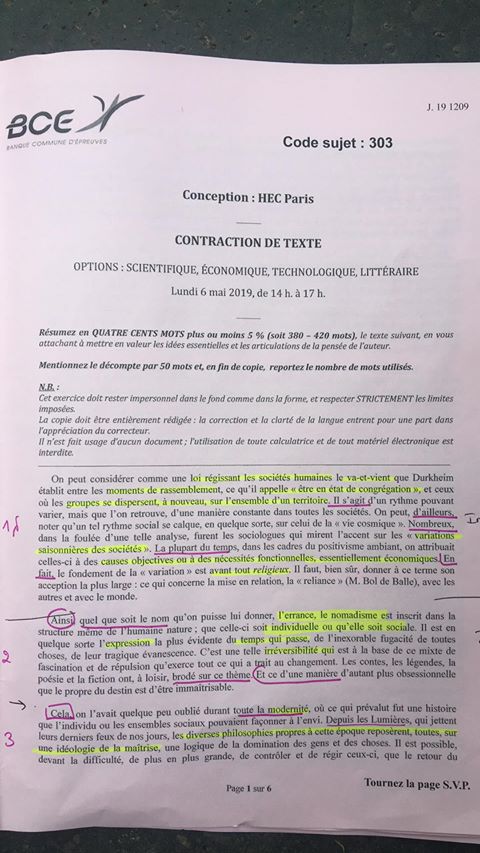 J. 19 1209
BCE
BANQUE COMMUNE D'ÉPREUVES
Code sujet : 303
Conception : HEC Paris
CONTRACTION DE TEXTE
OPTIONS : SCIENTIFIQUE, ÉCONOMIQUE, TECHNOLOGIQUE, LITTÉRAIRE
Lundi 6 mai 2019, de 14 h. à 17 h.
Résumez en QUATRE CENTS MOTS plus ou moins 5 % (soit 380 – 420 mots), le texte suivant, en vous
attachant à mettre en valeur les idées essentielles et les articulations de la pensée de l'auteur.
Mentionnez le décompte par 50 mots et, en fin de copie, reportez le nombre de mots utilisés.
N.B. :
Cet exercice doit rester impersonnel dans le fond comme dans la forme, et respecter STRICTEMENT les limites
imposées.
La copie doit être entièrement rédigée : la correction et la clarté de la langue entrent pour une part dans
l'appréciation du correcteur.
Il n'est fait usage d'aucun document ; l'utilisation de toute calculatrice et de tout matériel électronique est
interdite.
On peut considérer comme une loi régissant les sociétés humaines le va-et-vient que Durkheim
établit entre les moments de rassemblement, ce qu'il appelle « être en état de congrégation », et ceux
où les groupes se dispersent, à nouveau, sur l'ensemble d'un territoire. Il s'agit d'un rythme pouvant
varier, mais que l'on retrouve, d'une manière constante dans toutes les sociétés. On peut, d'ailleurs,
noter qu'un tel rythme social se calque, en quelque sorte, sur celui de la « vie cosmique ». Nombreux,
dans la foulée d'une telle analyse, furent les sociologues qui mirent l'accent sur les « variations
saisonnières des sociétés ». La plupart du temps, dans les cadres du positivisme ambiant, on attribuait
celles-ci à des causes objectives ou à des nécessités fonctionnelles, essentiellement économiques. En
fait, le fondement de la « variation » est avant tout religieux. Il faut, bien sûr, donner à ce terme son
acception la plus large : ce qui concerne la mise en relation, la « reliance » (M. Bol de Balle), avec les
autres et avec le monde.
1
Ainsi quel que soit le nom qu'on puisse lui donner, l'errance, le nomadisme est inscrit dans la
structure même de l'humaine nature ; que celle-ci soit individuelle ou qu'elle soit sociale. Il est en
quelque sorte l'expression la plus évidente du temps qui passe, de l'inexorable fugacité de toutes
choses, de leur tragique évanescence. C'est une telle irréversibilité qui est à la base de ce mixte de
fascination et de répulsion qu'exerce tout ce qui a trait au changement. Les contes, les légendes, la
poésie et la fiction ont, à loisir, brodé sur ce thème. Et ce d'une manière d'autant plus obsessionnelle
que le propre du destin est d'être immaîtrisable.
2
Cela, on l'avait quelque peu oublié durant toute la modernité, où ce qui prévalut fut une histoire
que l'individu ou les ensembles sociaux pouvaient façonner à l'envi. Depuis les Lumières, qui jettent
leurs derniers feux de nos jours, les diverses philosophies propres à cette époque reposèrent, toutes, sur
une idéologie de la maîtrise, une logique de la domination des gens et des choses. Il est possible,
devant la difficulté, de plus en plus grande, de contrôler et de régir ceux-ci, que le retour du
3
Page 1 sur 6
Tournez la page S.V.P.